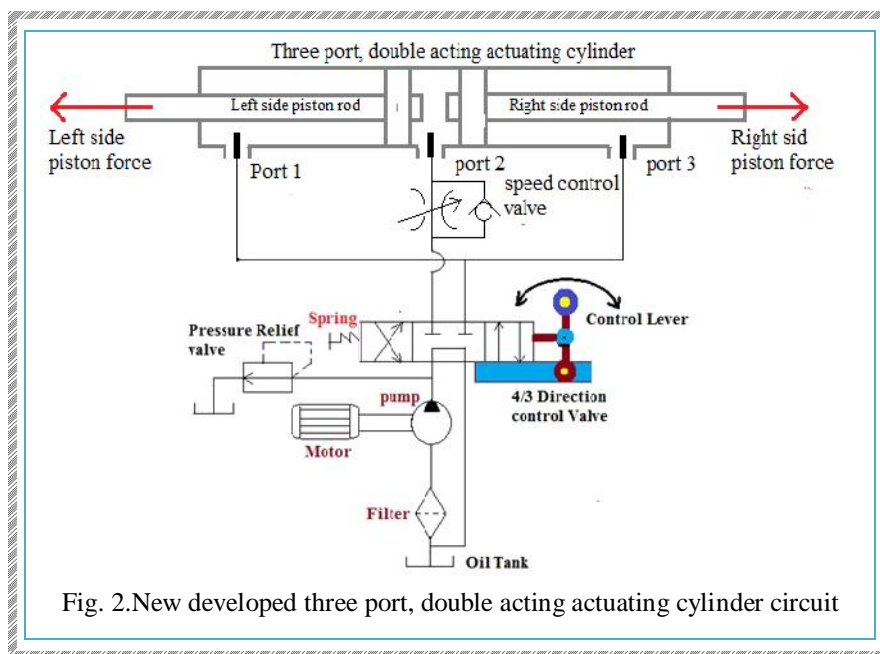 Three port, double acting actuating cylinder
Left side piston rod
Right side piston rod
Left side
piston force
Port 1
port 2
port 3
Right sid
piston force
speed control
valve
Spring
Control Lever
Pressure Relief
valve
4/3 Direction
control Valve
pump
Motor
Filter
Oil Tank
Fig. 2.New developed three port, double acting actuating cylinder circuit